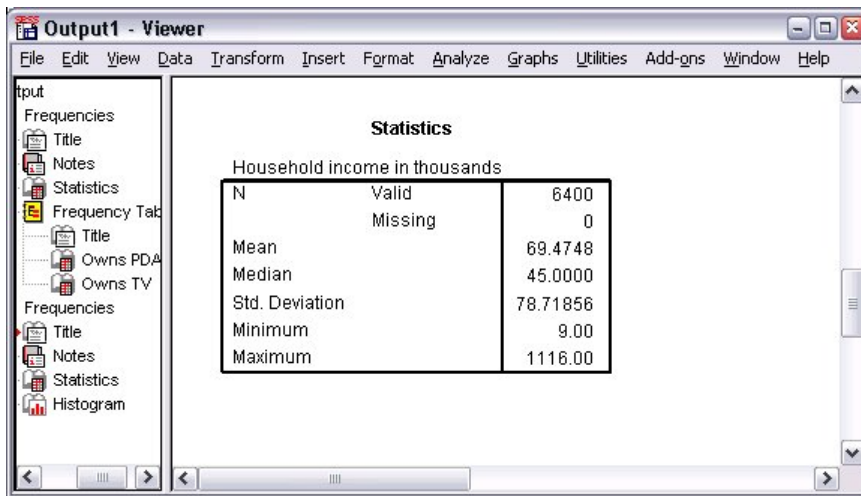 Output1 - Viewer
File Edit View Data Transform Insert Format Analyze Graphs Utilities Add-ons Window Help
tput
Frequencies
Title
Notes
Statistics
Frequency Tab
Title
Owns PDA
Owns TV
Frequencies
Title
Notes
Statistics
Histogram
Statistics
Household income in thousands
N Valid 6400
Missing 0
Mean 69.4748
Median 45.0000
Std. Deviation 78.71856
Minimum 9.00
Maximum 1116.00